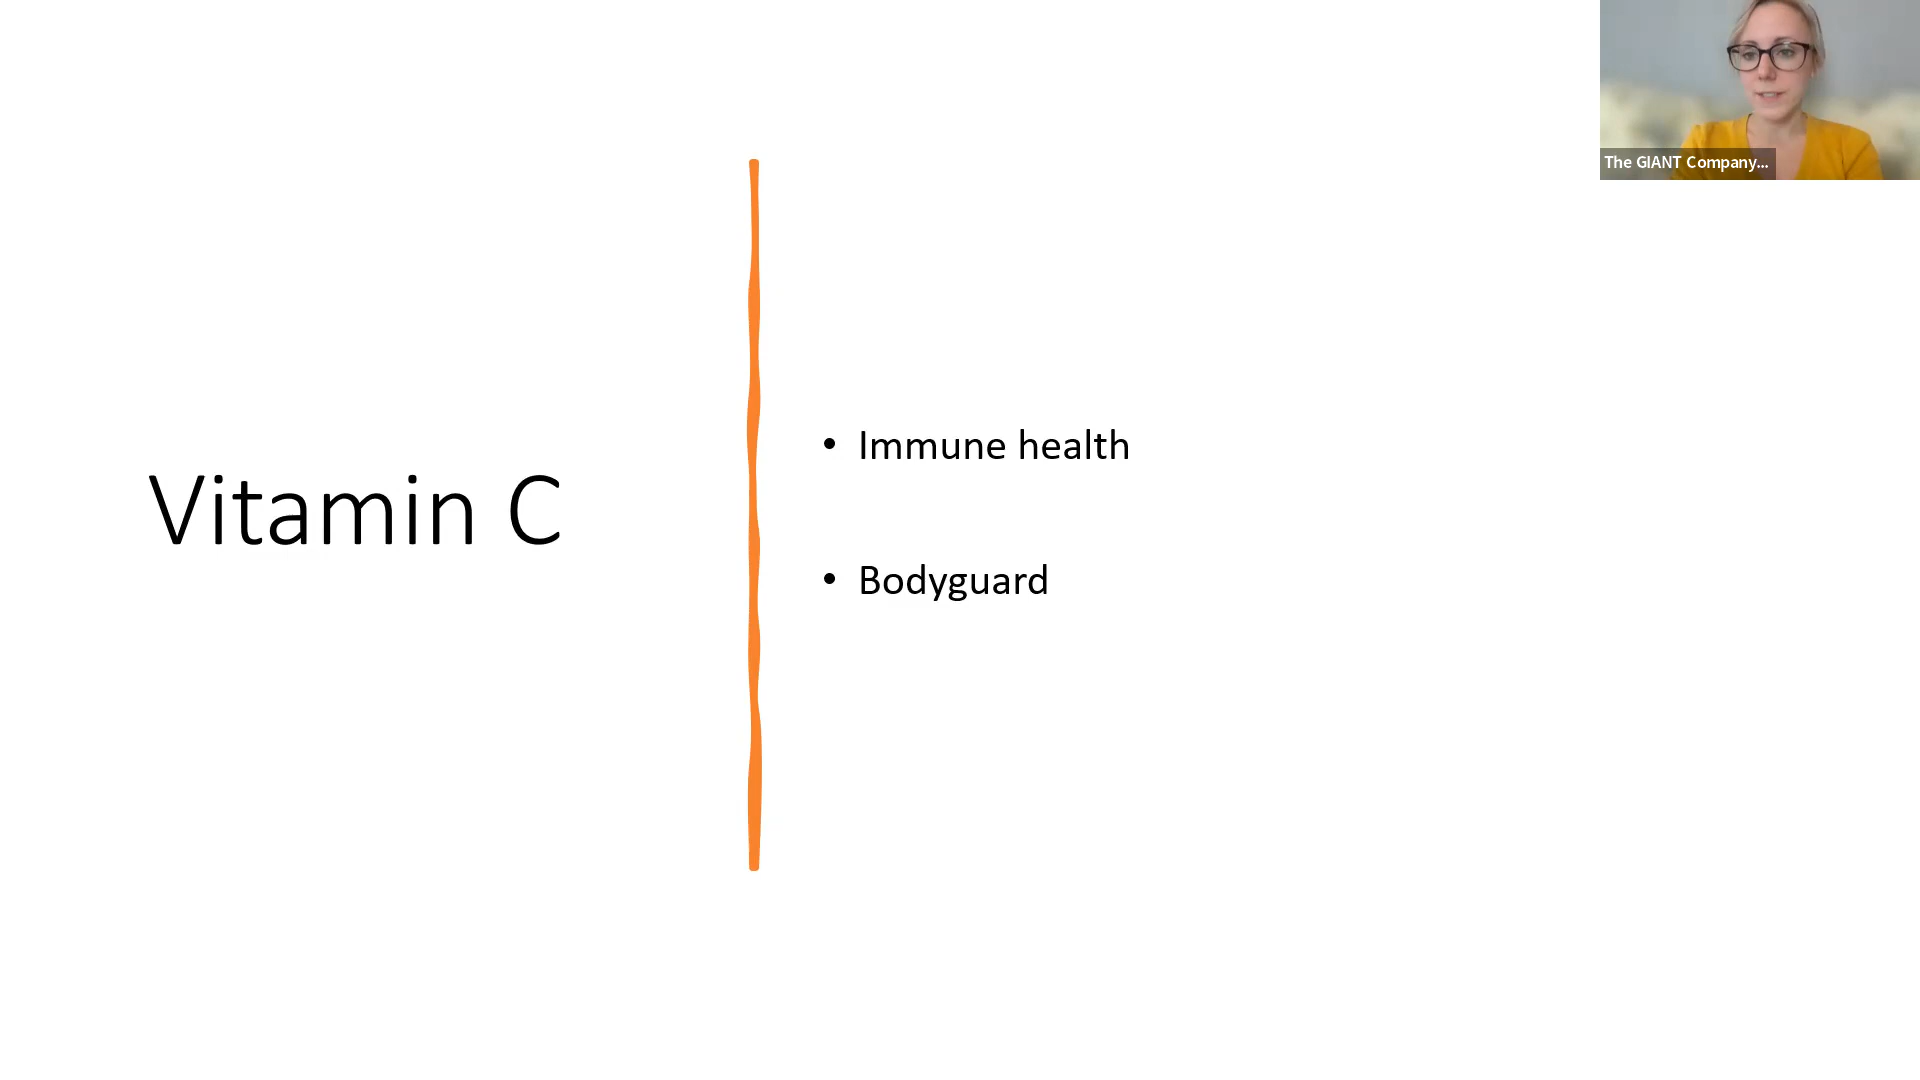 The GIANT Company...
Vitamin C
• Immune health
• Bodyguard